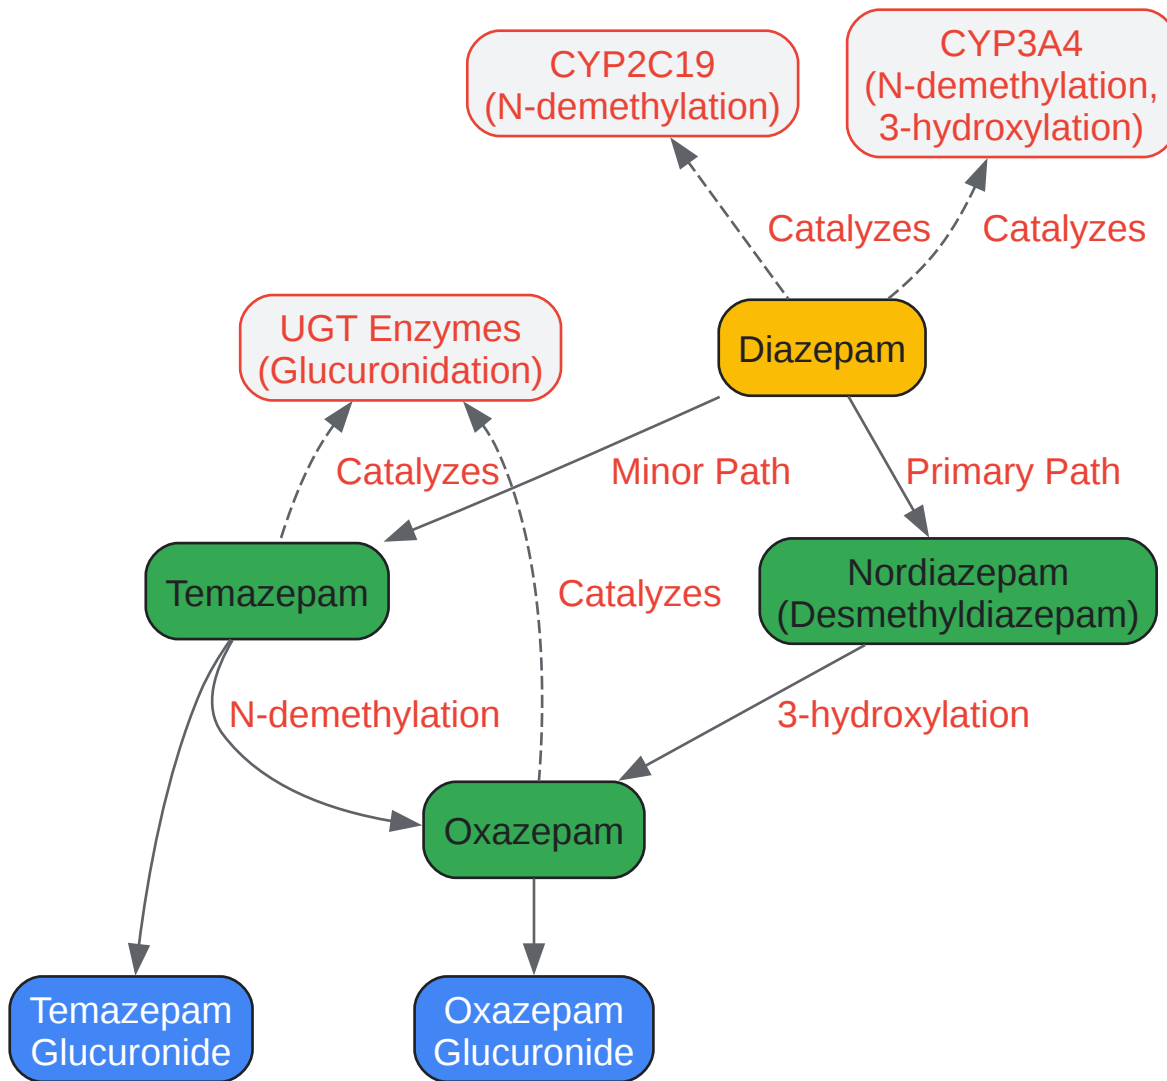 CYP2C19
(N-demethylation)
CYP3A4
(N-demethylation,
3-hydroxylation)
Catalyzes
Catalyzes
UGT Enzymes
(Glucuronidation)
Diazepam
Catalyzes
Minor Path
Primary Path
Temazepam
Catalyzes
Nordiazepam
(Desmethyldiazepam)
N-demethylation
3-hydroxylation
Oxazepam
Temazepam
Glucuronide
Oxazepam
Glucuronide